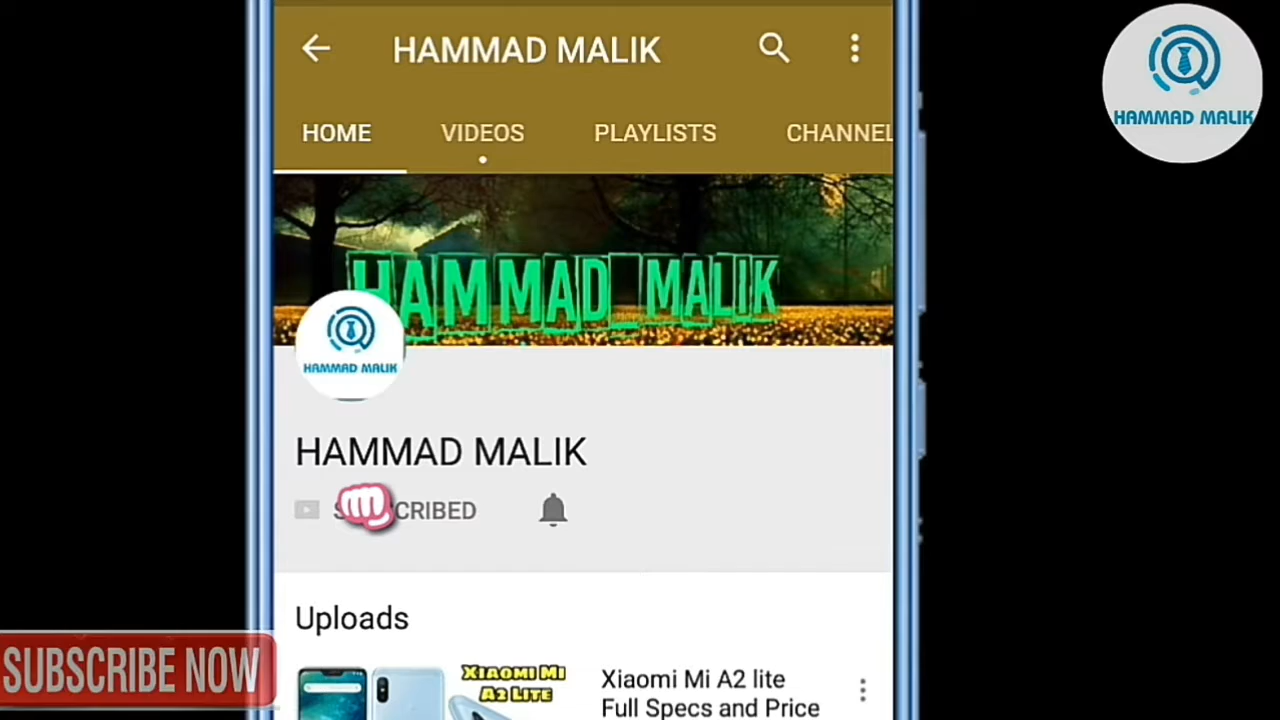 HAMMAD MALIK
HAMMAD MALIK
HOME VIDEOS PLAYLISTS CHANNEL
HAMMAD MALIK
HAMMAD MALIK
HAMMAD MALIK
CRIBED
Uploads
SUBSCRIBE NOW
XIAOMI MI
A2 LITE
Xiaomi Mi A2 lite
Full Specs and Price